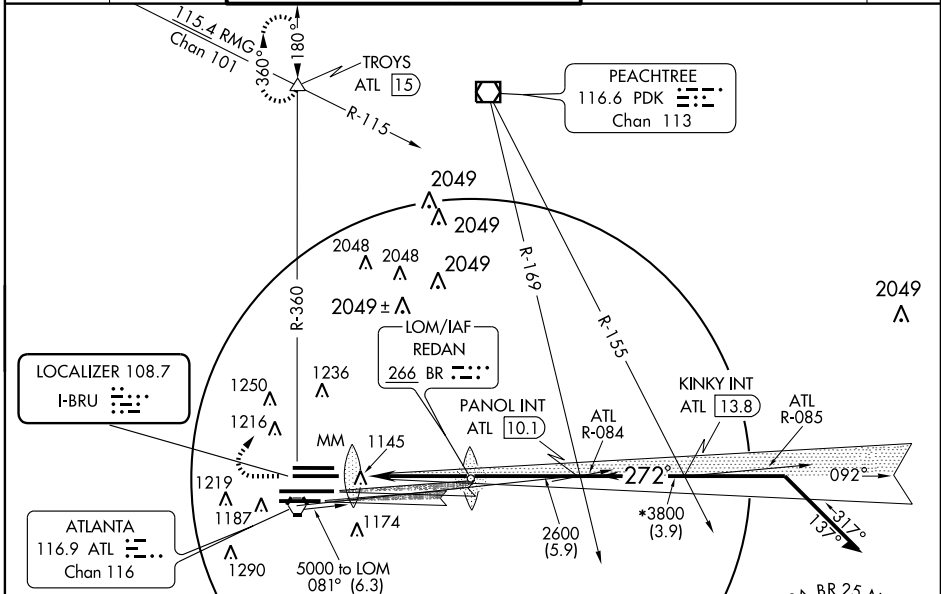 115.4 RMG
Chan 101
360°
180°
TROYS
ATL 15
R-115
PEACHTREE
116.6 PDK
Chan 113
2049
2049
2048
2048
2049
2049±
2049
R-360
R-169
R-155
LOM/IAF
REDAN
266 BR
LOCALIZER 108.7
I-BRU
1250
1236
1216
MM
1145
PANOL INT
ATL 10.1
ATL
R-084
KINKY INT
ATL 13.8
ATL
R-085
272°
092°
1219
1187
1174
1290
ATLANTA
116.9 ATL
Chan 116
5000 to LOM
081° (6.3)
2600
(5.9)
*3800
(3.9)
317°
137°
BR 25